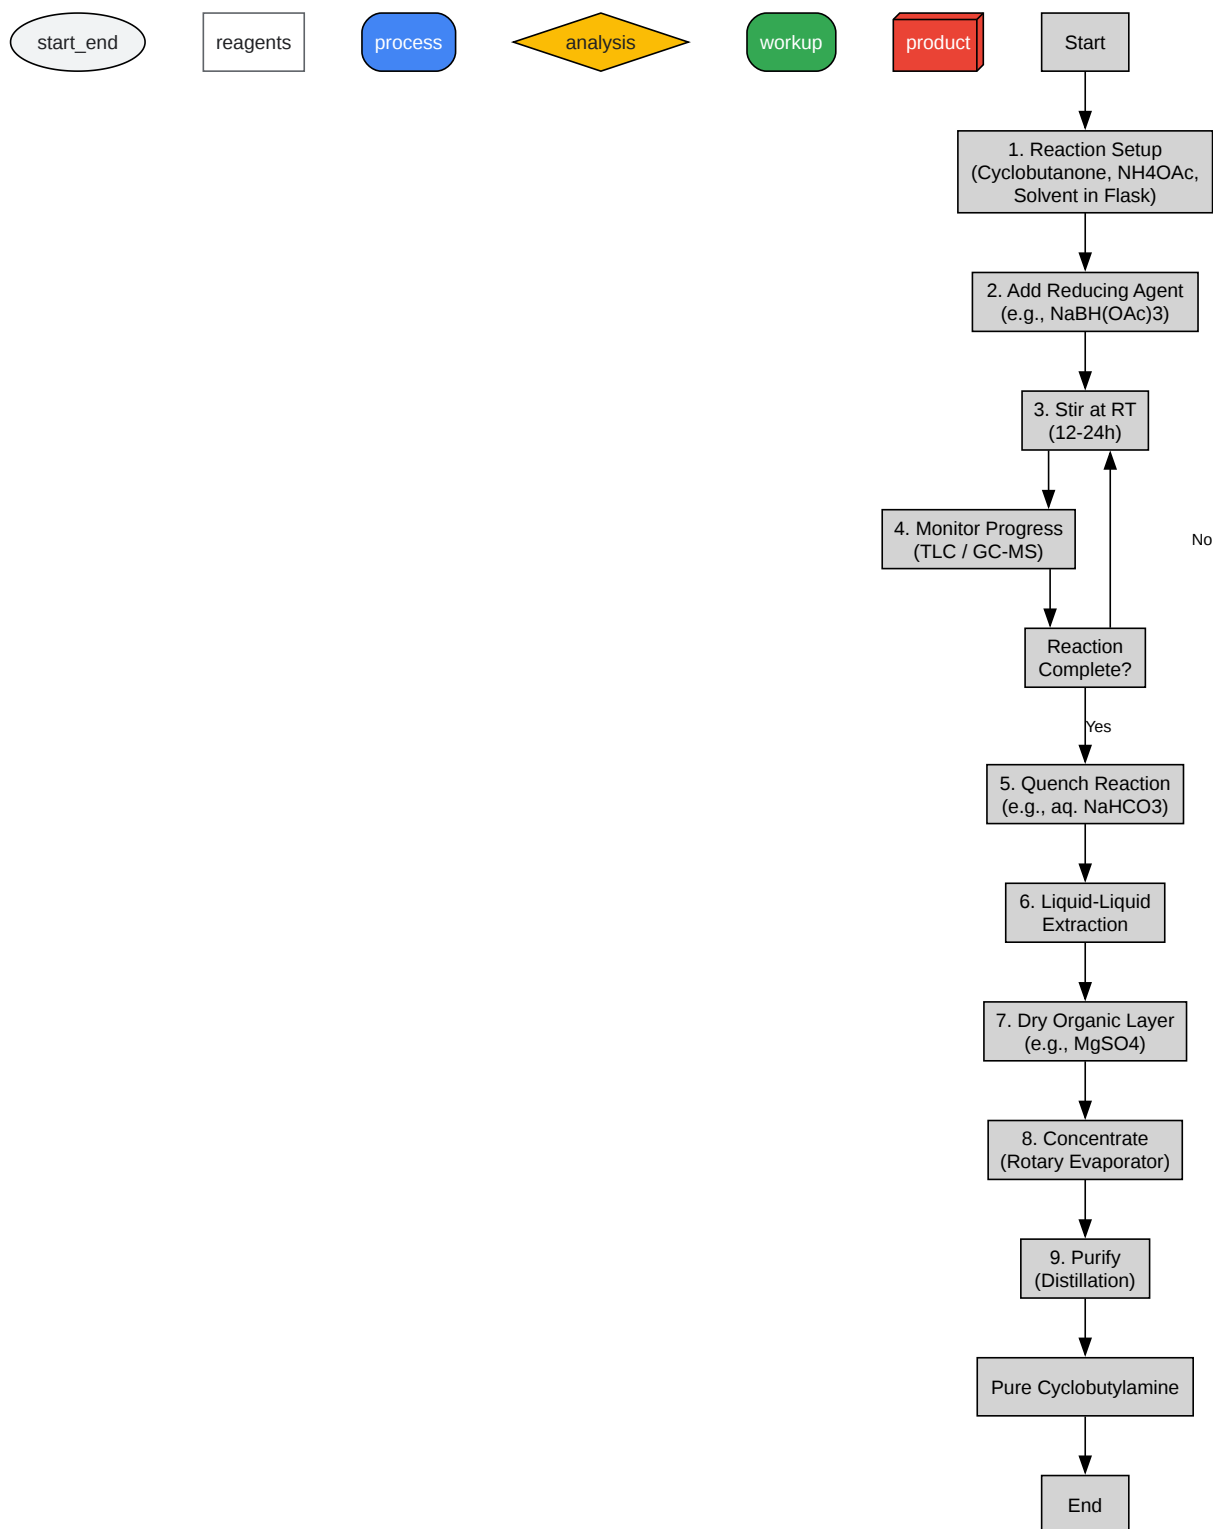 start_end
reagents
process
analysis
workup
product
Start
1. Reaction Setup
(Cyclobutanone, NH4OAc,
Solvent in Flask)
2. Add Reducing Agent
(e.g., NaBH(OAc)3)
3. Stir at RT
(12-24h)
4. Monitor Progress
(TLC / GC-MS)
No
Reaction
Complete?
Yes
5. Quench Reaction
(e.g., aq. NaHCO3)
6. Liquid-Liquid
Extraction
7. Dry Organic Layer
(e.g., MgSO4)
8. Concentrate
(Rotary Evaporator)
9. Purify
(Distillation)
Pure Cyclobutylamine
End